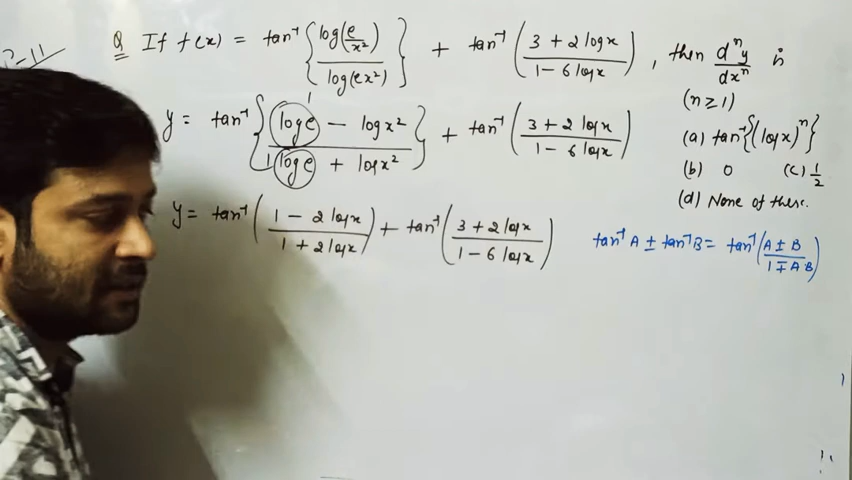 Q If f(x) = tan⁻¹ { log(e/x²) / log(ex²) } + tan⁻¹ ( 3 + 2 log x / 1 - 6 log x ) , then dⁿy/dxⁿ is
(n ≥ 1)
y = tan⁻¹ { log e - log x² / log e + log x² } + tan⁻¹ ( 3 + 2 log x / 1 - 6 log x )
(a) tan⁻¹{(log x)ⁿ}
(b) 0 (c) 1/2
(d) None of these.
y = tan⁻¹ ( 1 - 2 log x / 1 + 2 log x ) + tan⁻¹ ( 3 + 2 log x / 1 - 6 log x )
tan⁻¹ A ± tan⁻¹ B = tan⁻¹ ( A ± B / 1 ∓ A B )